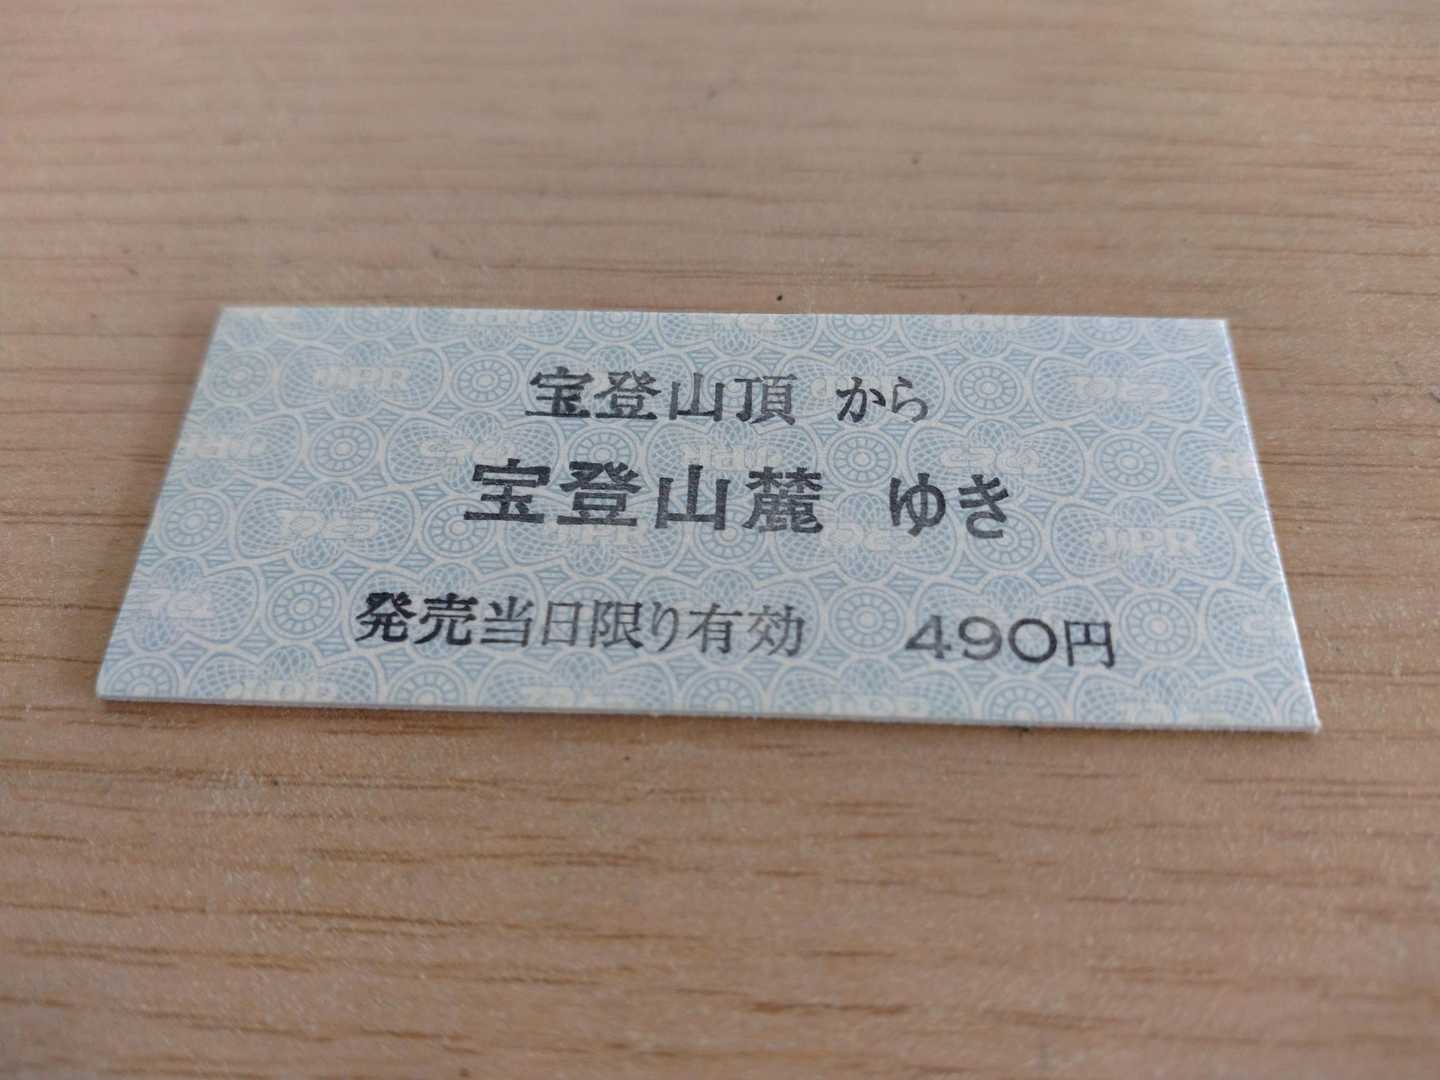 宝登山頂 から
宝登山麓 ゆき
発売当日限り有効 490円